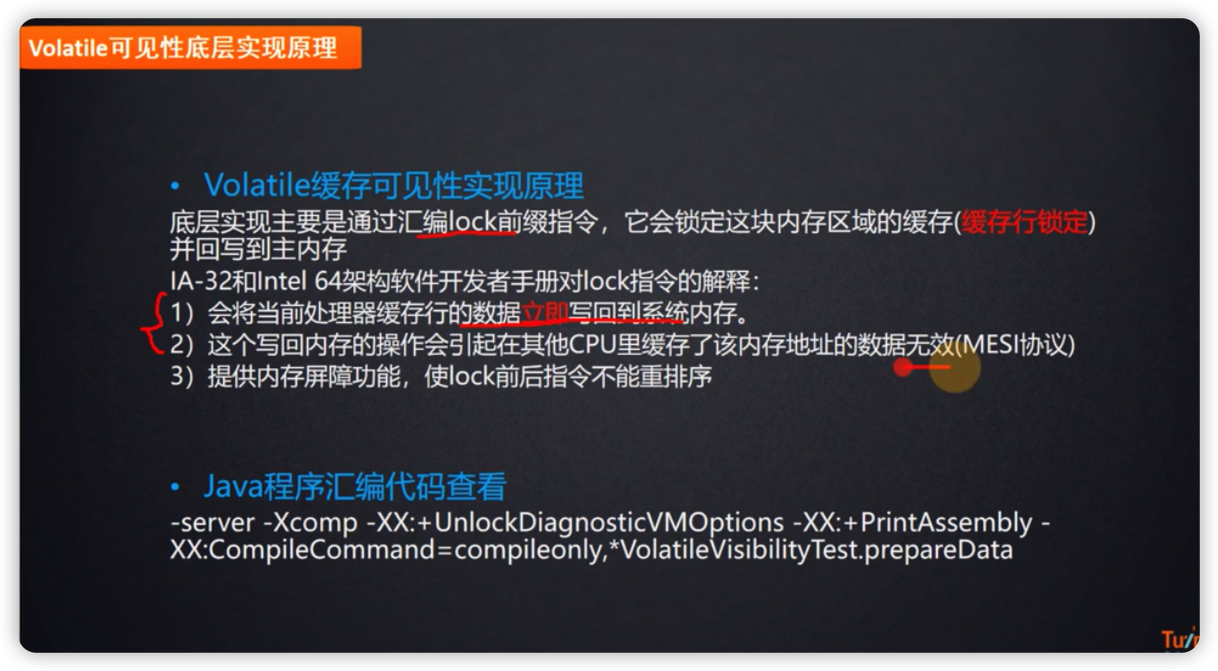 Volatile可见性底层实现原理
• Volatile缓存可见性实现原理
底层实现主要是通过汇编lock前缀指令，它会锁定这块内存区域的缓存(缓存行锁定)
并回写到主内存
IA-32和Intel 64架构软件开发者手册对lock指令的解释：
1）会将当前处理器缓存行的数据立即写回到系统内存。
2）这个写回内存的操作会引起在其他CPU里缓存了该内存地址的数据无效(MESI协议)
3）提供内存屏障功能，使lock前后指令不能重排序
• Java程序汇编代码查看
-server -Xcomp -XX:+UnlockDiagnosticVMOptions -XX:+PrintAssembly -
XX:CompileCommand=compileonly,*VolatileVisibilityTest.prepareData